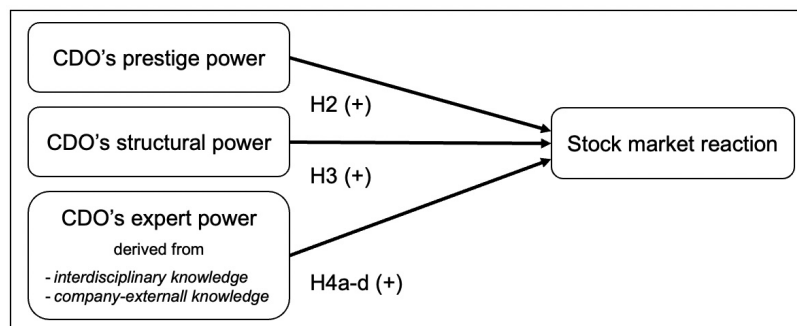 CDO's prestige power
H2 (+)
CDO's structural power
Stock market reaction
H3 (+)
CDO's expert power
derived from
- interdisciplinary knowledge
- company-externall knowledge
H4a-d (+)